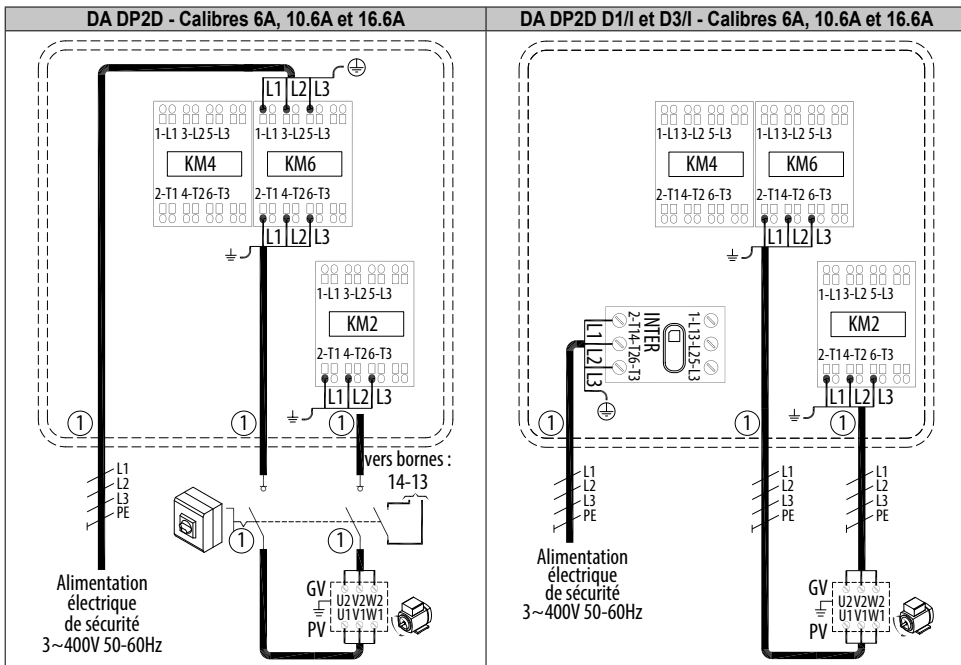 DA DP2D - Calibres 6A, 10.6A et 16.6A
L1 L2 L3
1-L1 3-L2 5-L3
1-L1 3-L2 5-L3
KM4
KM6
2-T1 4-T2 6-T3
2-T1 4-T2 6-T3
L1 L2 L3
1-L1 3-L2 5-L3
KM2
2-T1 4-T2 6-T3
L1 L2 L3
1
1
1
vers bornes :
14-13
L1
L2
L3
PE
1
1
Alimentation
électrique
de sécurité
3~400V 50-60Hz
GV
U2 V2 W2
U1 V1 W1
PV
DA DP2D D1/I et D3/I - Calibres 6A, 10.6A et 16.6A
1-L1 3-L2 5-L3
1-L1 3-L2 5-L3
KM4
KM6
2-T1 4-T2 6-T3
2-T1 4-T2 6-T3
L1 L2 L3
L1
L2
L3
2-T1 4-T2 6-T3
INTER
1-L1 3-L2 5-L3
1-L1 3-L2 5-L3
KM2
2-T1 4-T2 6-T3
L1 L2 L3
1
1
1
L1
L2
L3
PE
L1
L2
L3
PE
L1
L2
L3
PE
Alimentation
électrique
de sécurité
3~400V 50-60Hz
GV
U2 V2 W2
U1 V1 W1
PV